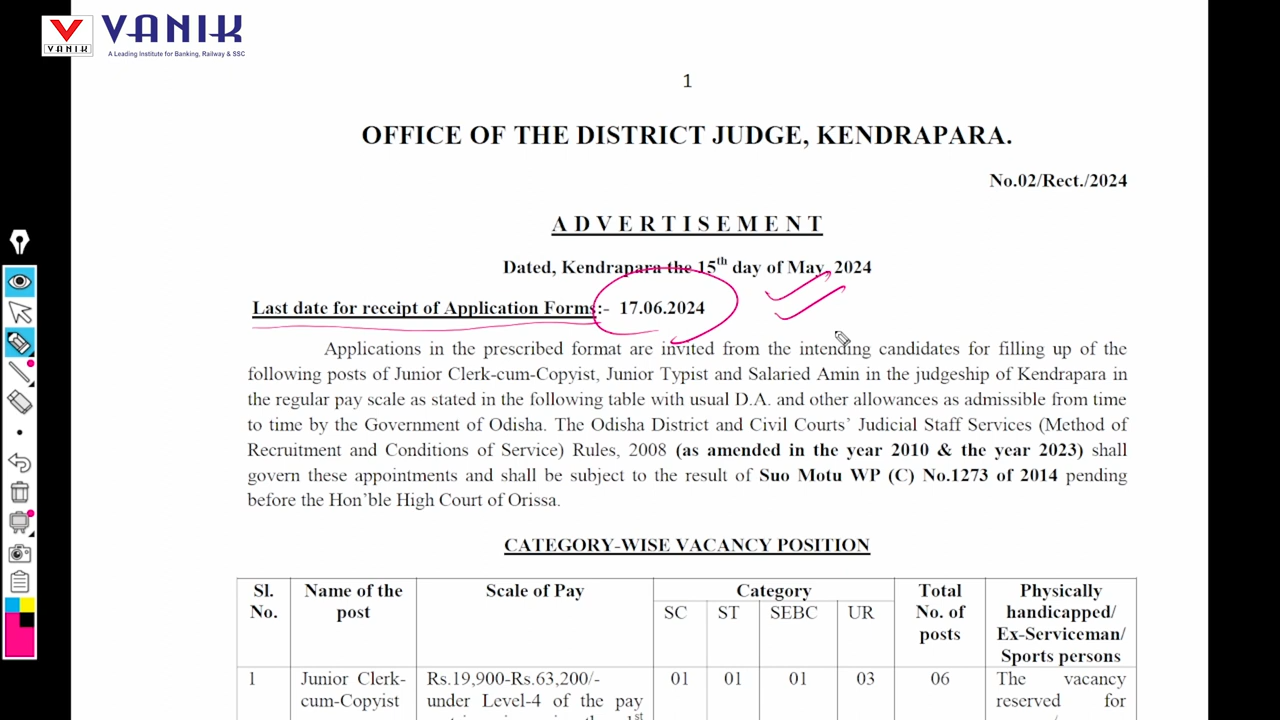 VANIK
VANIK
A Leading Institute for Banking, Railway & SSC
1
OFFICE OF THE DISTRICT JUDGE, KENDRAPARA.
No.02/Rect./2024
ADVERTISEMENT
Dated, Kendrapara the 15th day of May, 2024
Last date for receipt of Application Forms:- 17.06.2024
Applications in the prescribed format are invited from the intending candidates for filling up of the
following posts of Junior Clerk-cum-Copyist, Junior Typist and Salaried Amin in the judgeship of Kendrapara in
the regular pay scale as stated in the following table with usual D.A. and other allowances as admissible from time
to time by the Government of Odisha. The Odisha District and Civil Courts’ Judicial Staff Services (Method of
Recruitment and Conditions of Service) Rules, 2008 (as amended in the year 2010 & the year 2023) shall
govern these appointments and shall be subject to the result of Suo Motu WP (C) No.1273 of 2014 pending
before the Hon’ble High Court of Orissa.
CATEGORY-WISE VACANCY POSITION
Sl. No. Name of the post Scale of Pay Category Total No. of posts Physically handicapped/ Ex-Serviceman/ Sports persons
SC ST SEBC UR
1 Junior Clerk- Rs.19,900-Rs.63,200/- 01 01 01 03 06 The vacancy
cum-Copyist under Level-4 of the pay reserved for